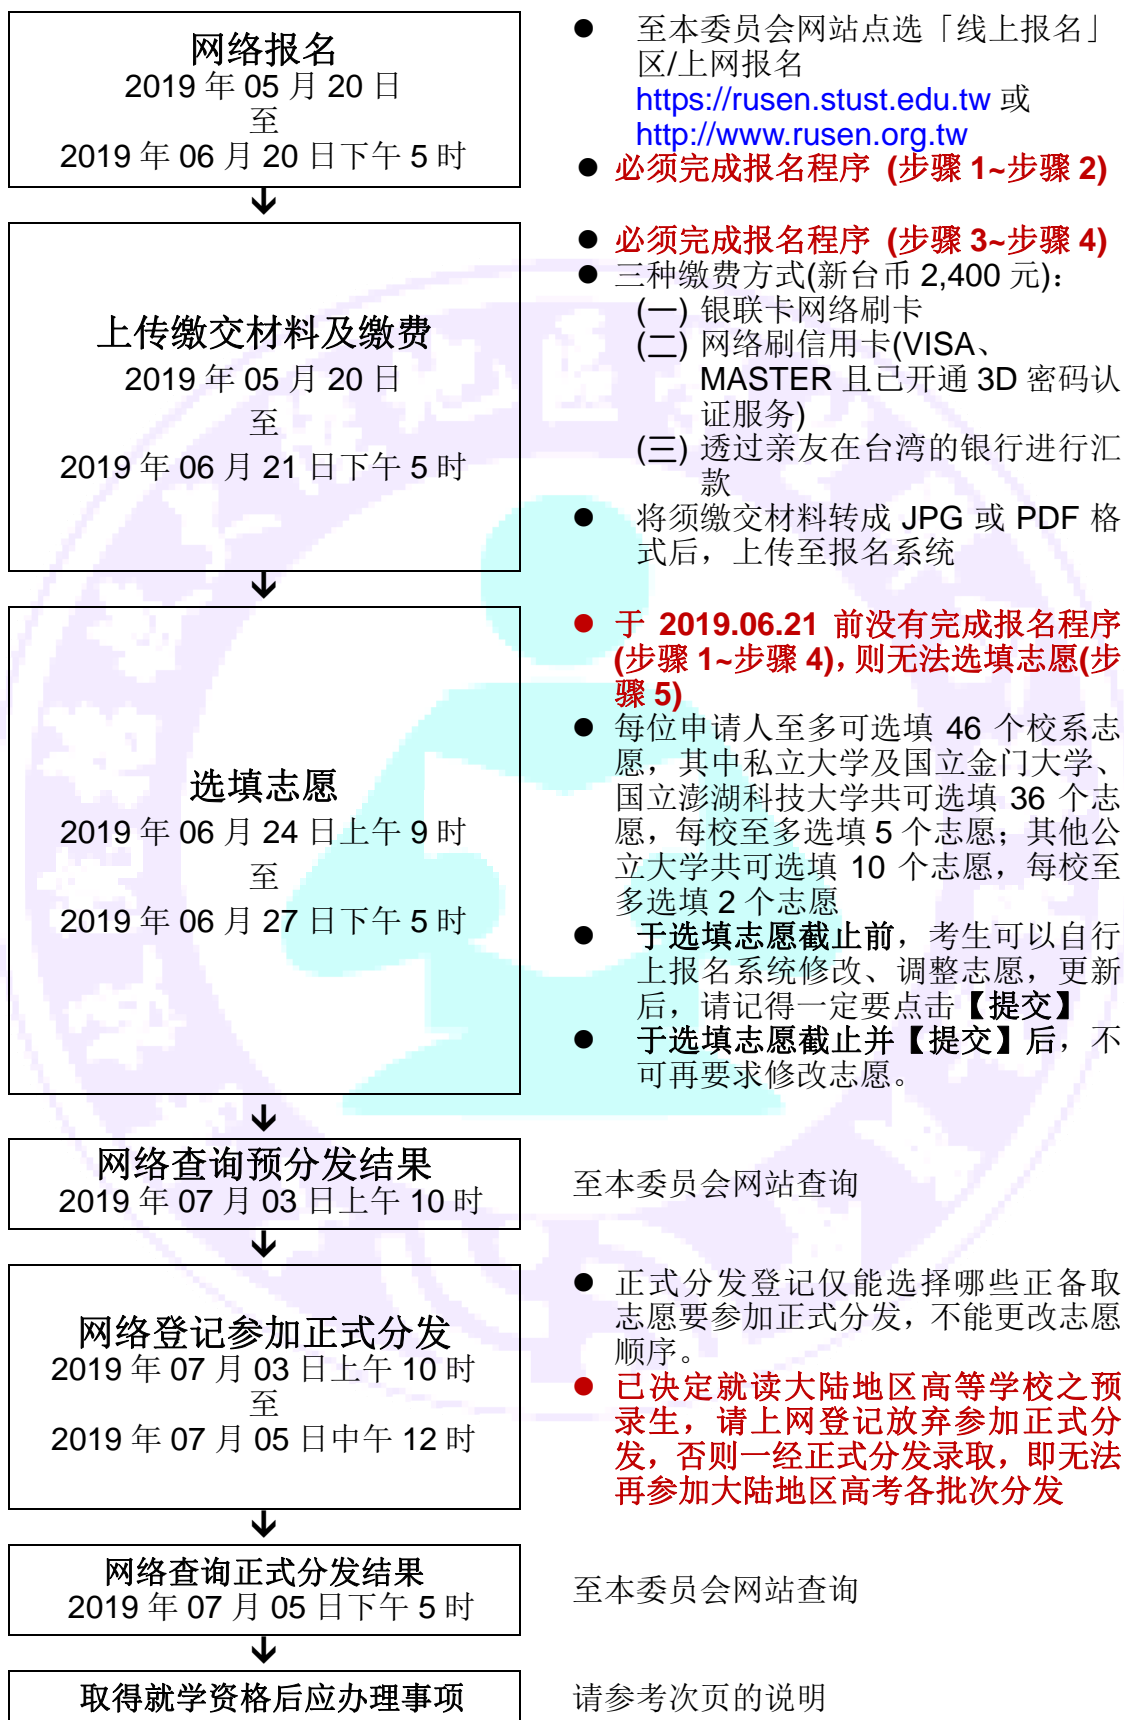 网络报名
2019 年 05 月 20 日
至
2019 年 06 月 20 日下午 5 时
● 至本委员会网站点选「线上报名」
区/上网报名
https://rusen.stust.edu.tw 或
http://www.rusen.org.tw
● 必须完成报名程序 (步骤 1~步骤 2)
上传缴交材料及缴费
2019 年 05 月 20 日
至
2019 年 06 月 21 日下午 5 时
● 必须完成报名程序 (步骤 3~步骤 4)
● 三种缴费方式(新台币 2,400 元)：
(一) 银联卡网络刷卡
(二) 网络刷信用卡(VISA、
MASTER 且已开通 3D 密码认
证服务)
(三) 透过亲友在台湾的银行进行汇
款
● 将须缴交材料转成 JPG 或 PDF 格
式后，上传至报名系统
选填志愿
2019 年 06 月 24 日上午 9 时
至
2019 年 06 月 27 日下午 5 时
● 于 2019.06.21 前没有完成报名程序
(步骤 1~步骤 4)，则无法选填志愿(步
骤 5)
● 每位申请人至多可选填 46 个校系志
愿，其中私立大学及国立金门大学、
国立澎湖科技大学共可选填 36 个志
愿，每校至多选填 5 个志愿；其他公
立大学共可选填 10 个志愿，每校至
多选填 2 个志愿
● 于选填志愿截止前，考生可以自行
上报名系统修改、调整志愿，更新
后，请记得一定要点击【提交】
● 于选填志愿截止并【提交】后，不
可再要求修改志愿。
网络查询预分发结果
2019 年 07 月 03 日上午 10 时
至本委员会网站查询
网络登记参加正式分发
2019 年 07 月 03 日上午 10 时
至
2019 年 07 月 05 日中午 12 时
● 正式分发登记仅能选择哪些正备取
志愿要参加正式分发，不能更改志愿
顺序。
● 已决定就读大陆地区高等学校之预
录生，请上网登记放弃参加正式分
发，否则一经正式分发录取，即无法
再参加大陆地区高考各批次分发
网络查询正式分发结果
2019 年 07 月 05 日下午 5 时
至本委员会网站查询
取得就学资格后应办理事项
请参考次页的说明